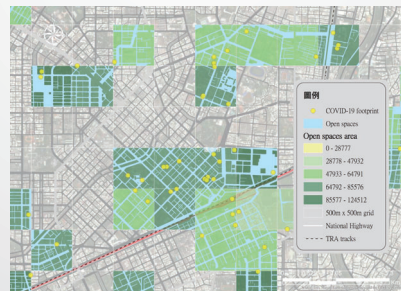 圖例
COVID-19 footprint
Open spaces
Open spaces area
0 - 28777
28778 - 47932
47933 - 64791
64792 - 85576
85577 - 124512
500m x 500m grid
National Highway
TRA tracks